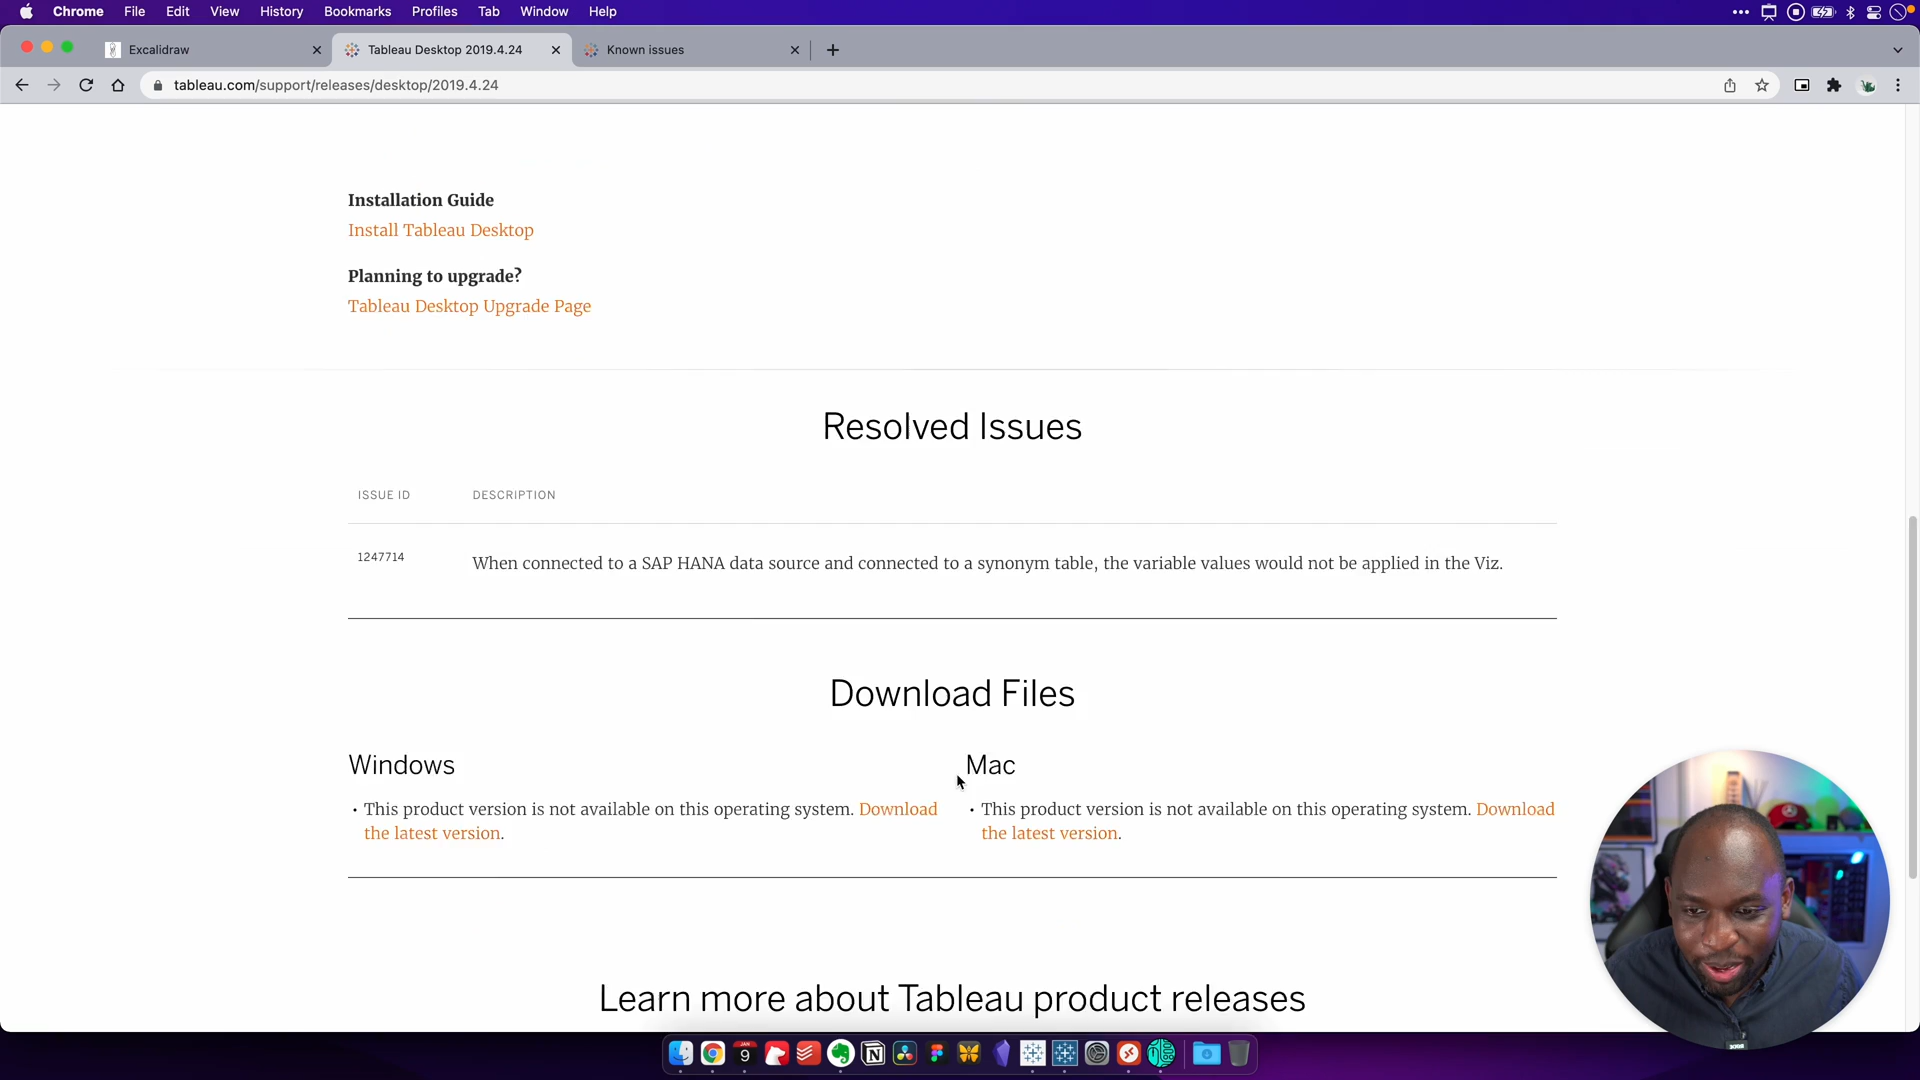 Chrome File Edit View History Bookmarks Profiles Tab Window Help
Excalidraw
Tableau Desktop 2019.4.24
Known issues
tableau.com/support/releases/desktop/2019.4.24
Installation Guide
Install Tableau Desktop
Planning to upgrade?
Tableau Desktop Upgrade Page
Resolved Issues
ISSUE ID DESCRIPTION
1247714 When connected to a SAP HANA data source and connected to a synonym table, the variable values would not be applied in the Viz.
Download Files
Windows
• This product version is not available on this operating system. Download
the latest version.
Mac
• This product version is not available on this operating system. Download
the latest version.
Learn more about Tableau product releases
JAN
9